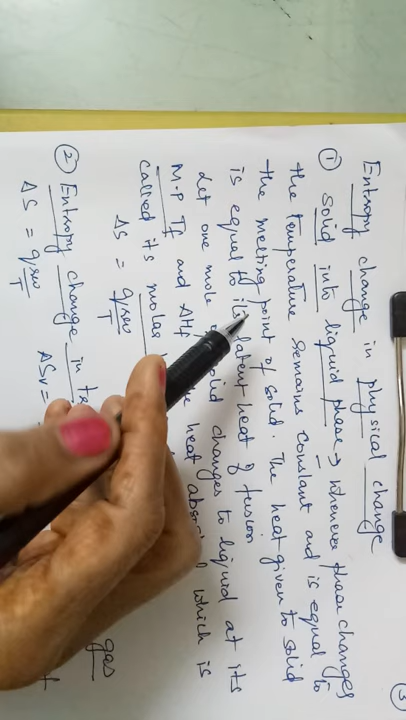 3
Entropy change in physical change
① solid into liquid phase → whenever phase changes
the temperature remains constant and is equal to
the melting point of solid. The heat given to solid
is equal to its latent heat of fusion
Let one mole solid changes to liquid at its
M.P Tf and ΔHf heat which is
called its molar
ΔS = qrev / T
② Entropy change in
gas
ΔS = qrev / T
ΔSv =